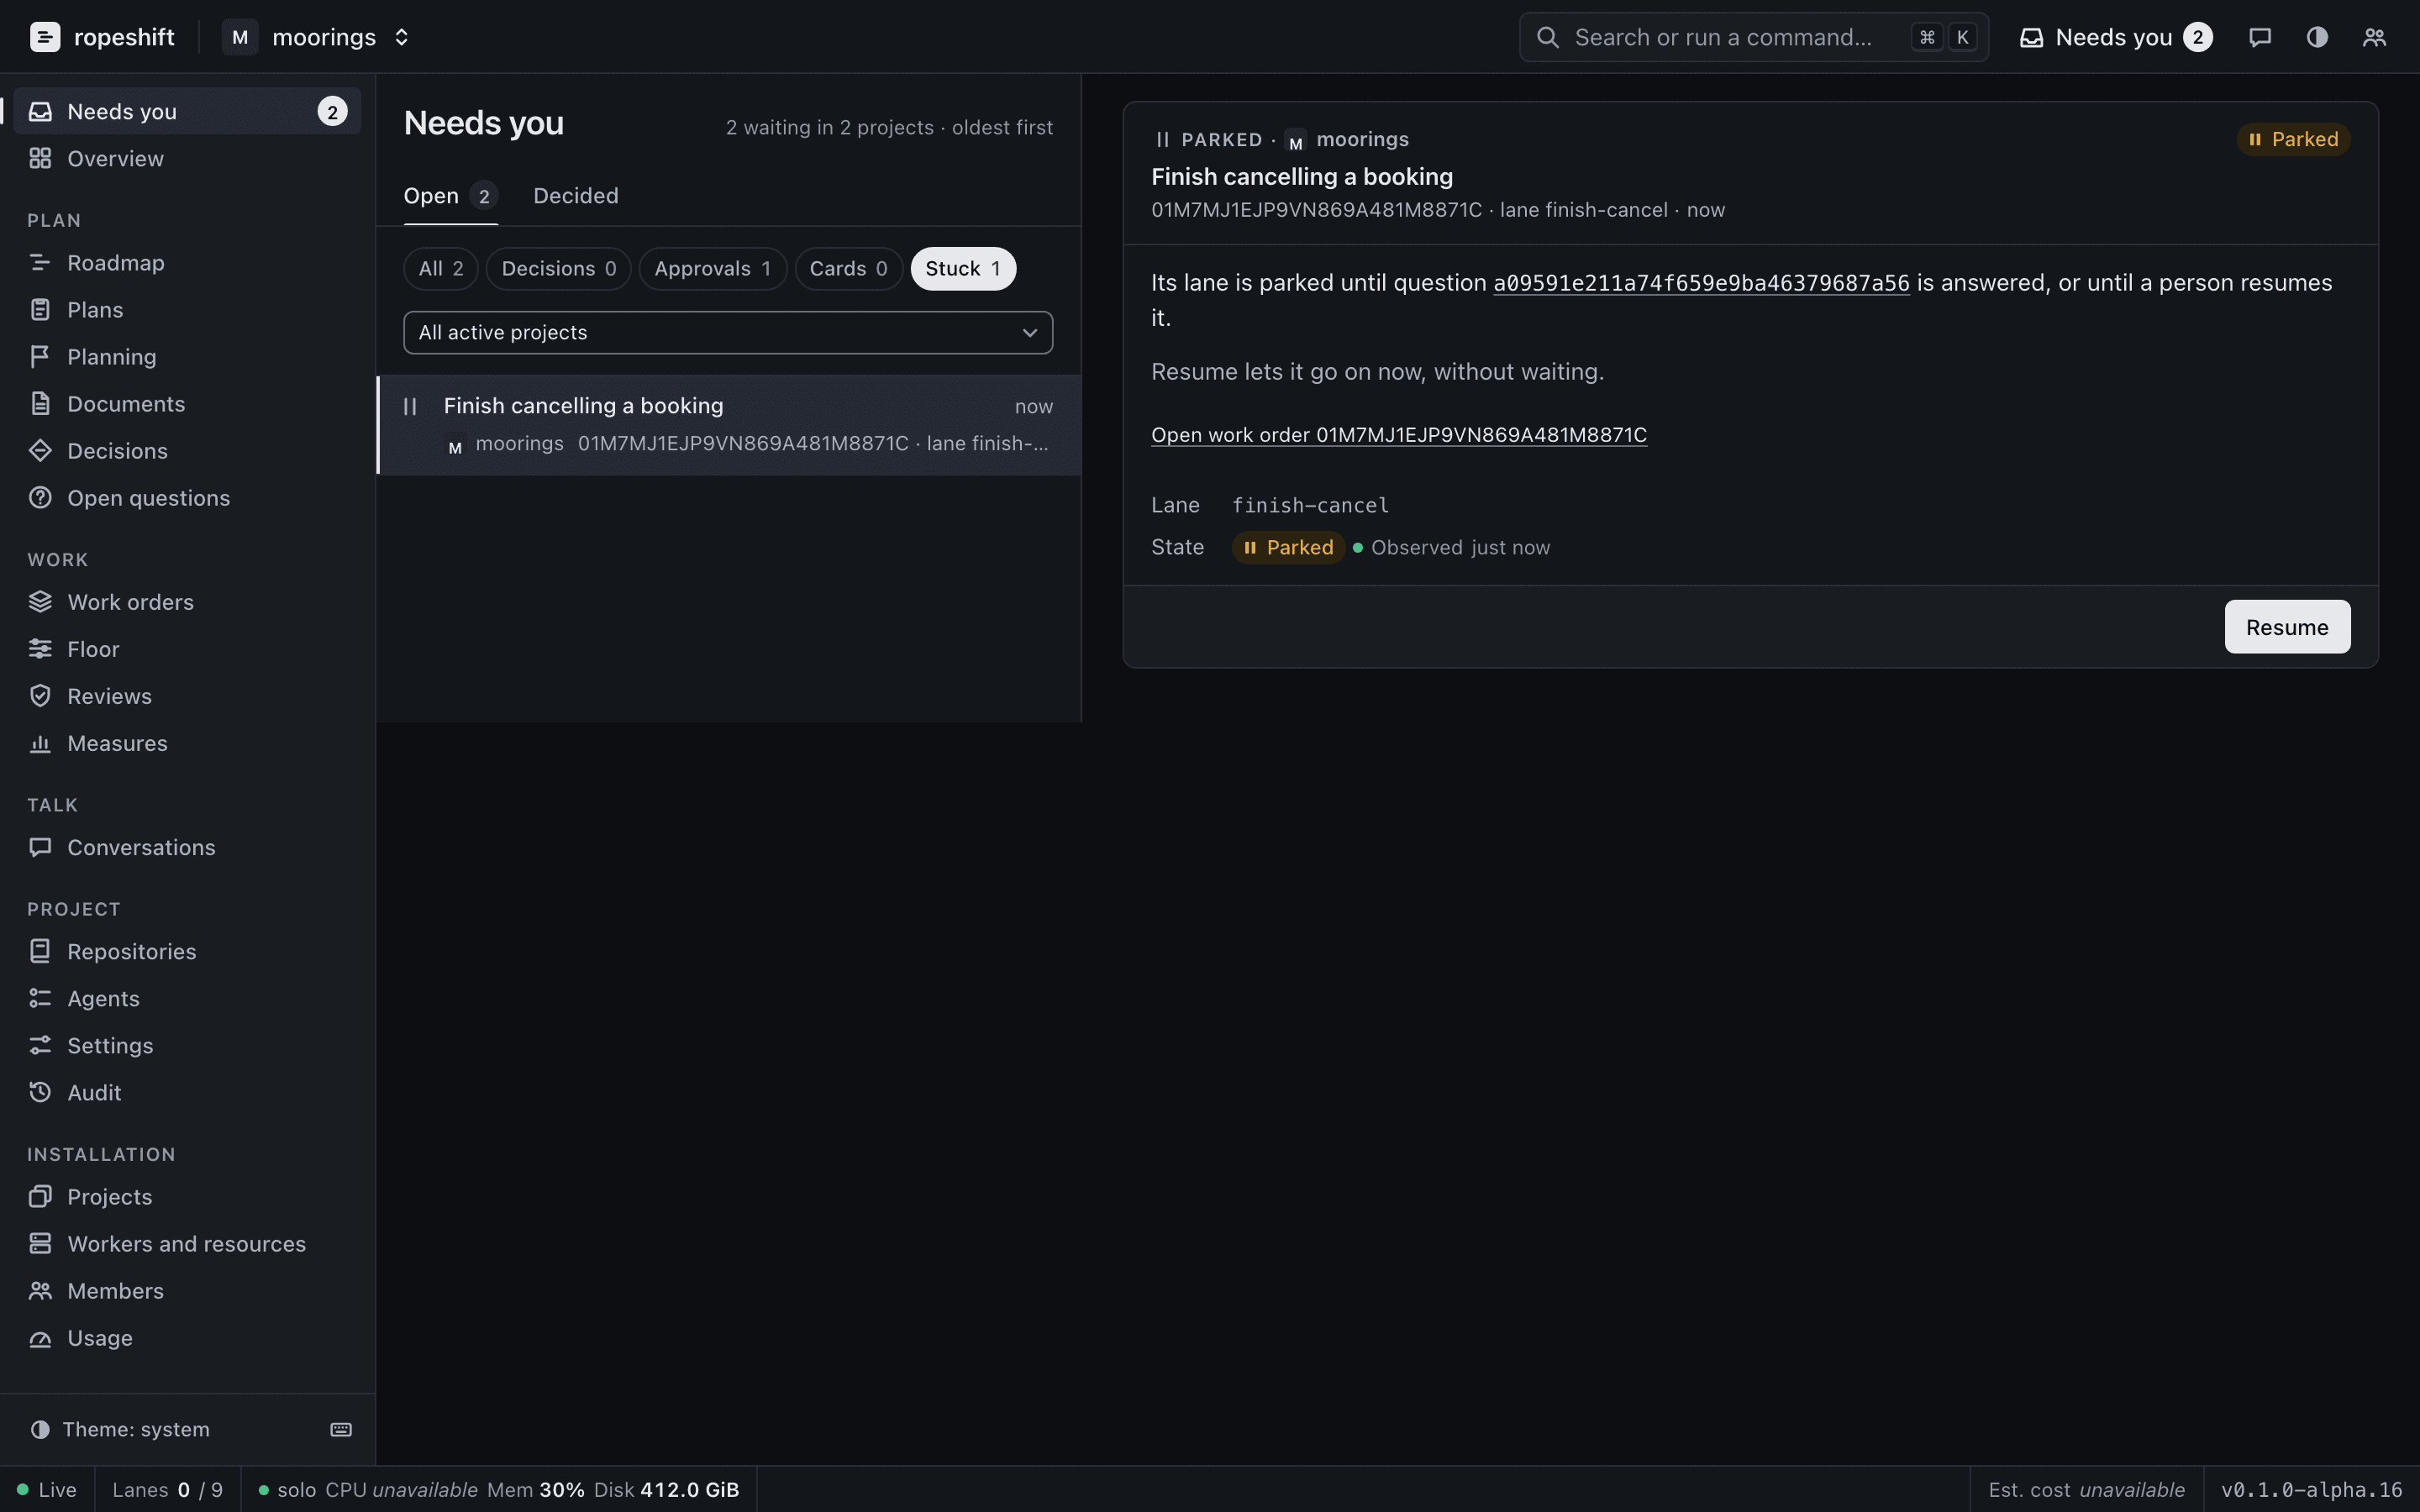 ropeshift
M moorings
Search or run a command... ⌘ K
Needs you 2
Needs you 2
Overview
PLAN
Roadmap
Plans
Planning
Documents
Decisions
Open questions
WORK
Work orders
Floor
Reviews
Measures
TALK
Conversations
PROJECT
Repositories
Agents
Settings
Audit
INSTALLATION
Projects
Workers and resources
Members
Usage
Theme: system
Needs you
2 waiting in 2 projects · oldest first
Open 2 Decided
All 2 Decisions 0 Approvals 1 Cards 0 Stuck 1
All active projects
Finish cancelling a booking now
M moorings 01M7MJ1EJP9VN869A481M8871C · lane finish-...
PARKED · M moorings
Parked
Finish cancelling a booking
01M7MJ1EJP9VN869A481M8871C · lane finish-cancel · now
Its lane is parked until question a09591e211a74f659e9ba46379687a56 is answered, or until a person resumes
it.
Resume lets it go on now, without waiting.
Open work order 01M7MJ1EJP9VN869A481M8871C
Lane finish-cancel
State Parked Observed just now
Resume
Live Lanes 0 / 9 solo CPU unavailable Mem 30% Disk 412.0 GiB Est. cost unavailable v0.1.0-alpha.16